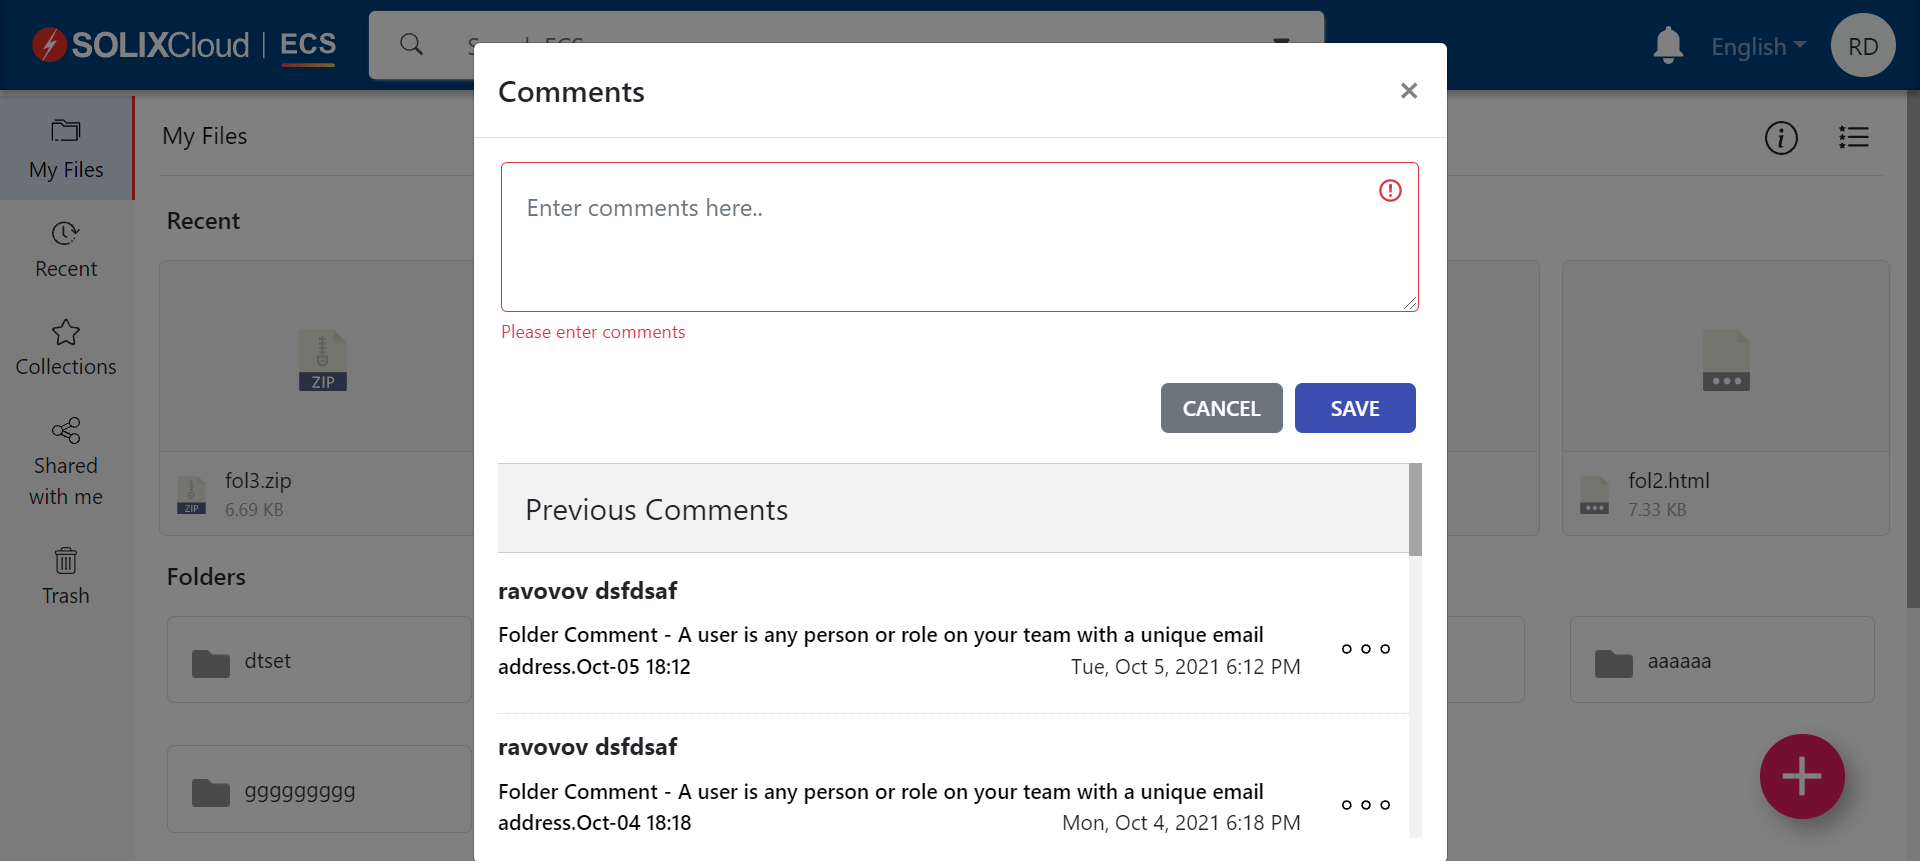 SOLIXCloud | ECS
English
RD
Comments
My Files
My Files
Enter comments here..
Please enter comments
Recent
Recent
Collections
CANCEL
SAVE
Shared
with me
ZIP
ZIP
fol3.zip
6.69 KB
fol2.html
7.33 KB
Previous Comments
Folders
Trash
ravovov dsfdsaf
Folder Comment - A user is any person or role on your team with a unique email
address.Oct-05 18:12
Tue, Oct 5, 2021 6:12 PM
dtset
aaaaaa
ravovov dsfdsaf
Folder Comment - A user is any person or role on your team with a unique email
address.Oct-04 18:18
Mon, Oct 4, 2021 6:18 PM
ggggggggg